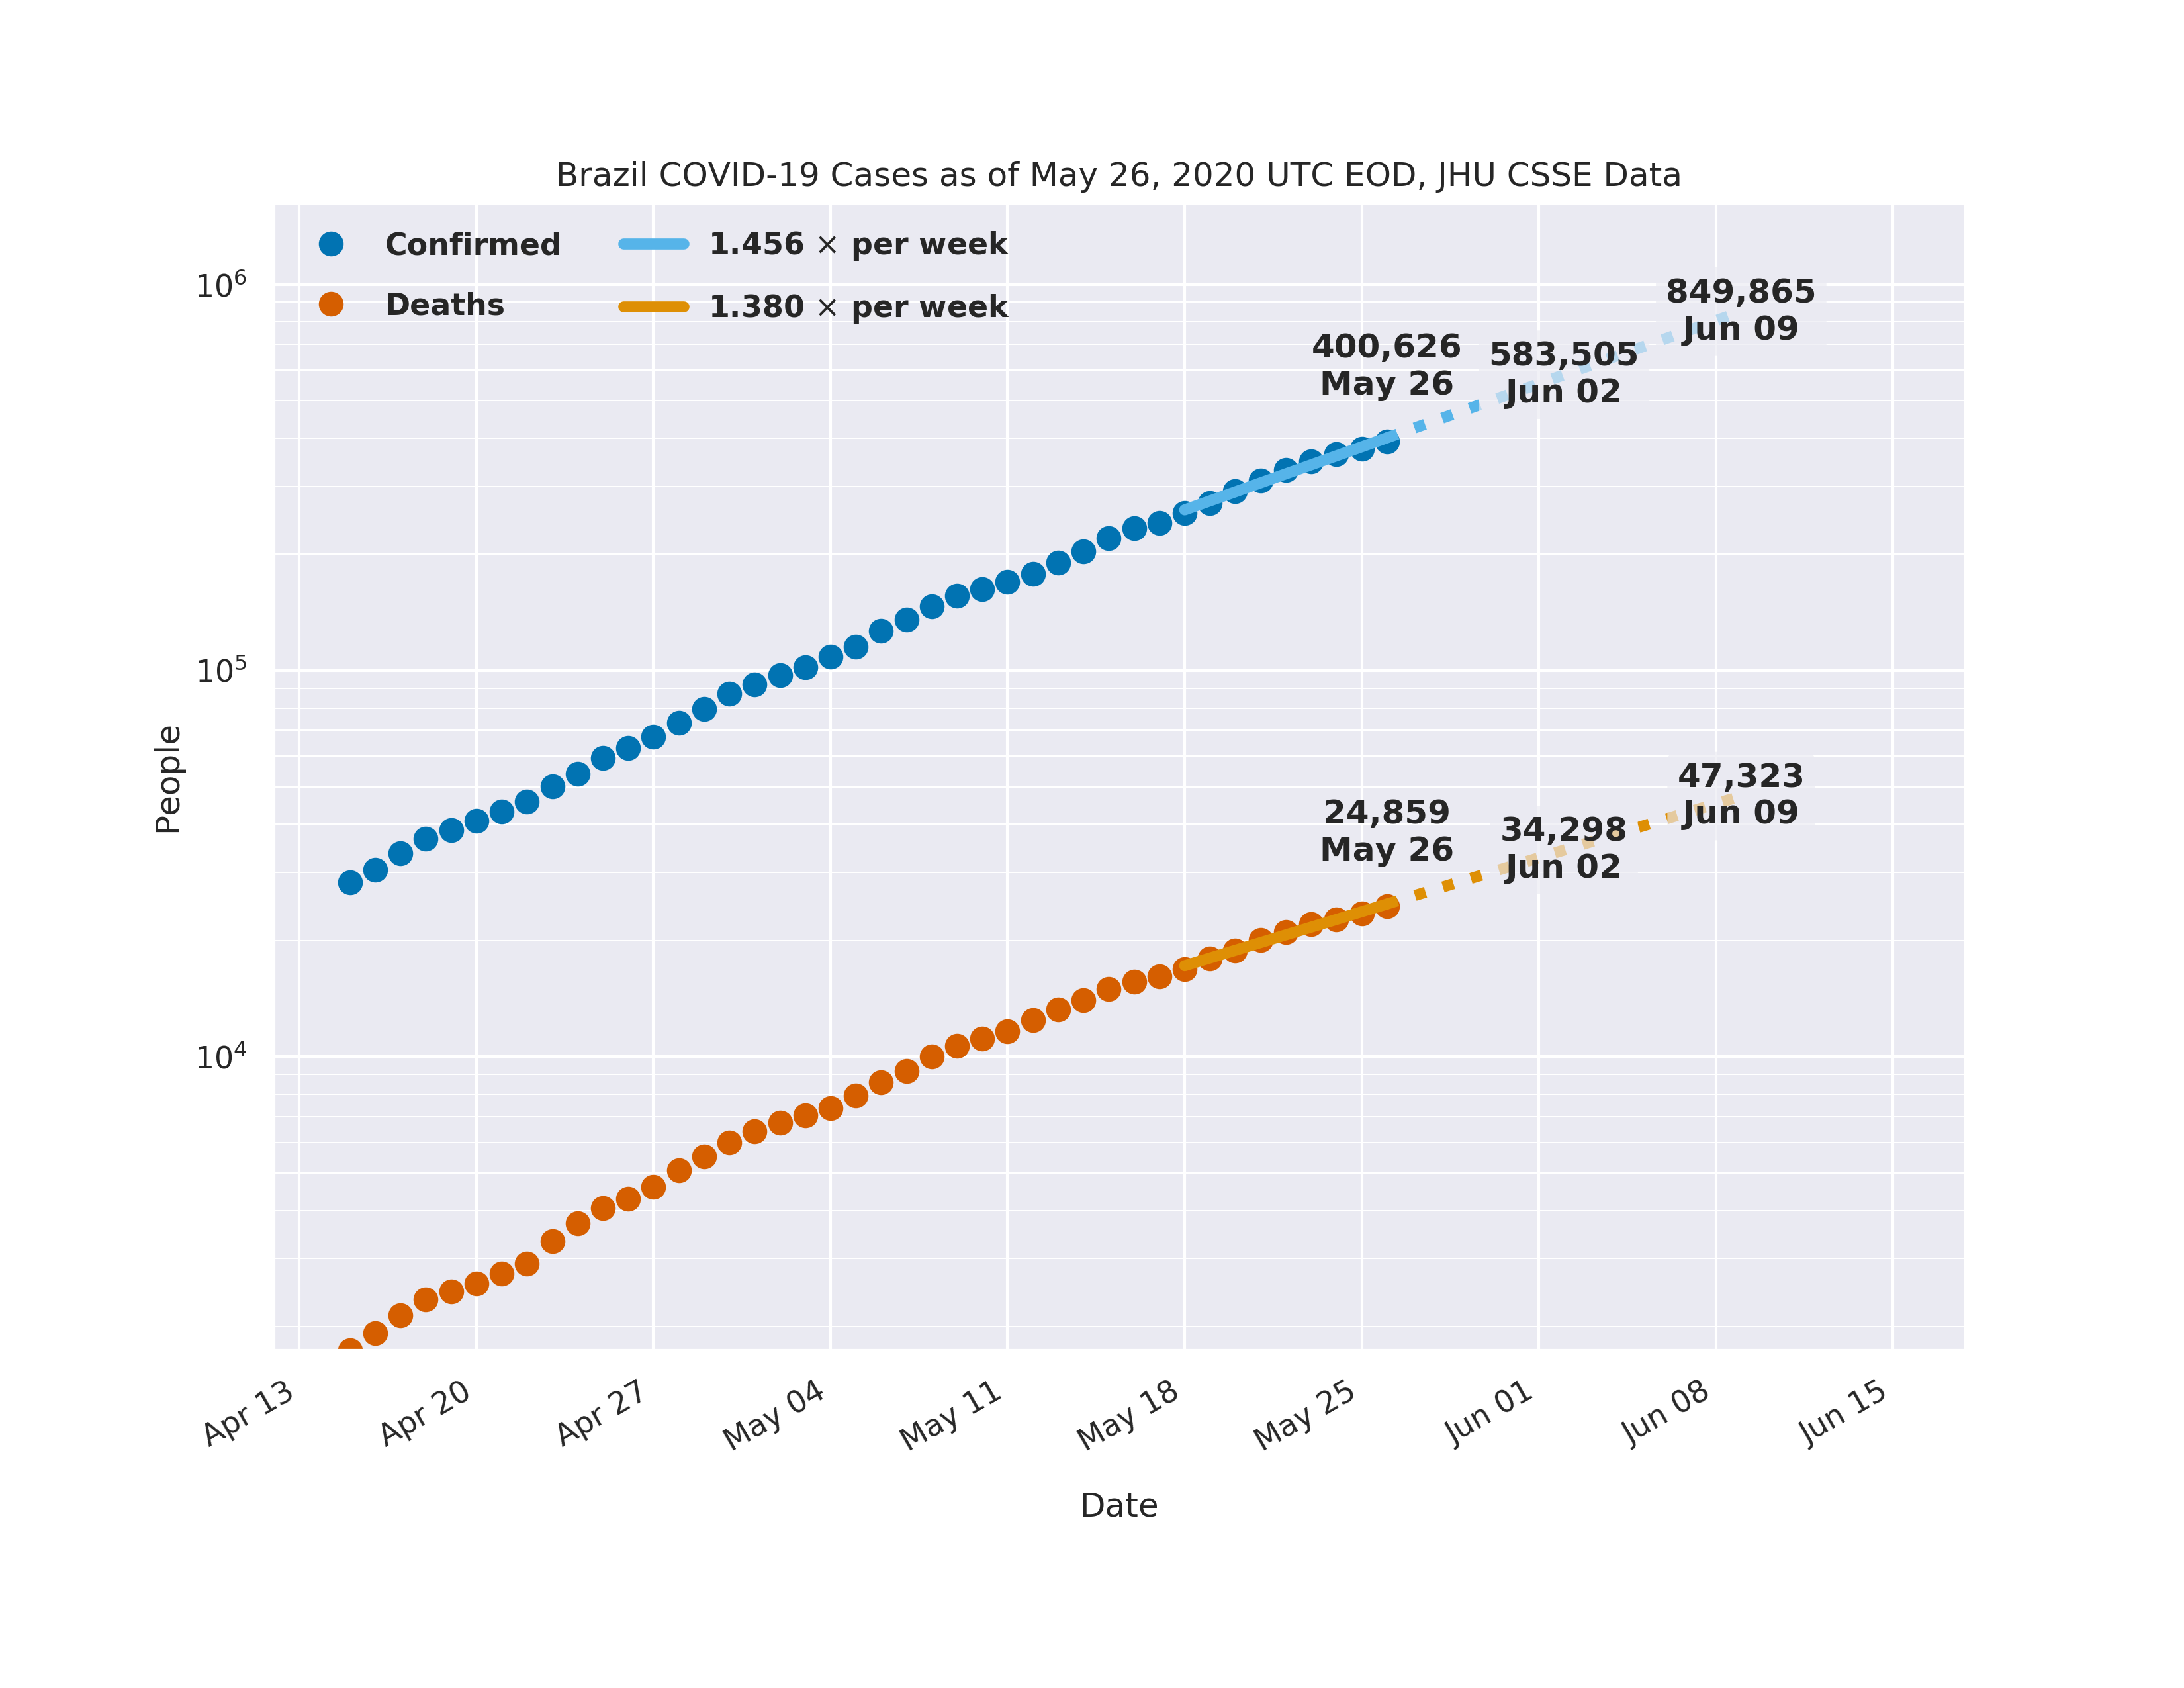 Brazil COVID-19 Cases as of May 26, 2020 UTC EOD, JHU CSSE Data
Confirmed
Deaths
1.456 × per week
1.380 × per week
849,865
Jun 09
400,626
May 26
583,505
Jun 02
47,323
Jun 09
24,859
May 26
34,298
Jun 02
10⁶
10⁵
10⁴
People
Apr 13
Apr 20
Apr 27
May 04
May 11
May 18
May 25
Jun 01
Jun 08
Jun 15
Date